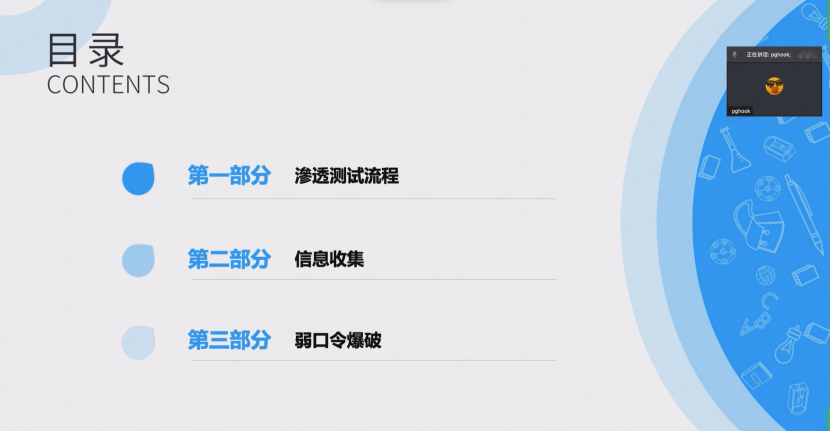 目录
CONTENTS
正在讲话: pghook;
pghook
第一部分 渗透测试流程
第二部分 信息收集
第三部分 弱口令爆破